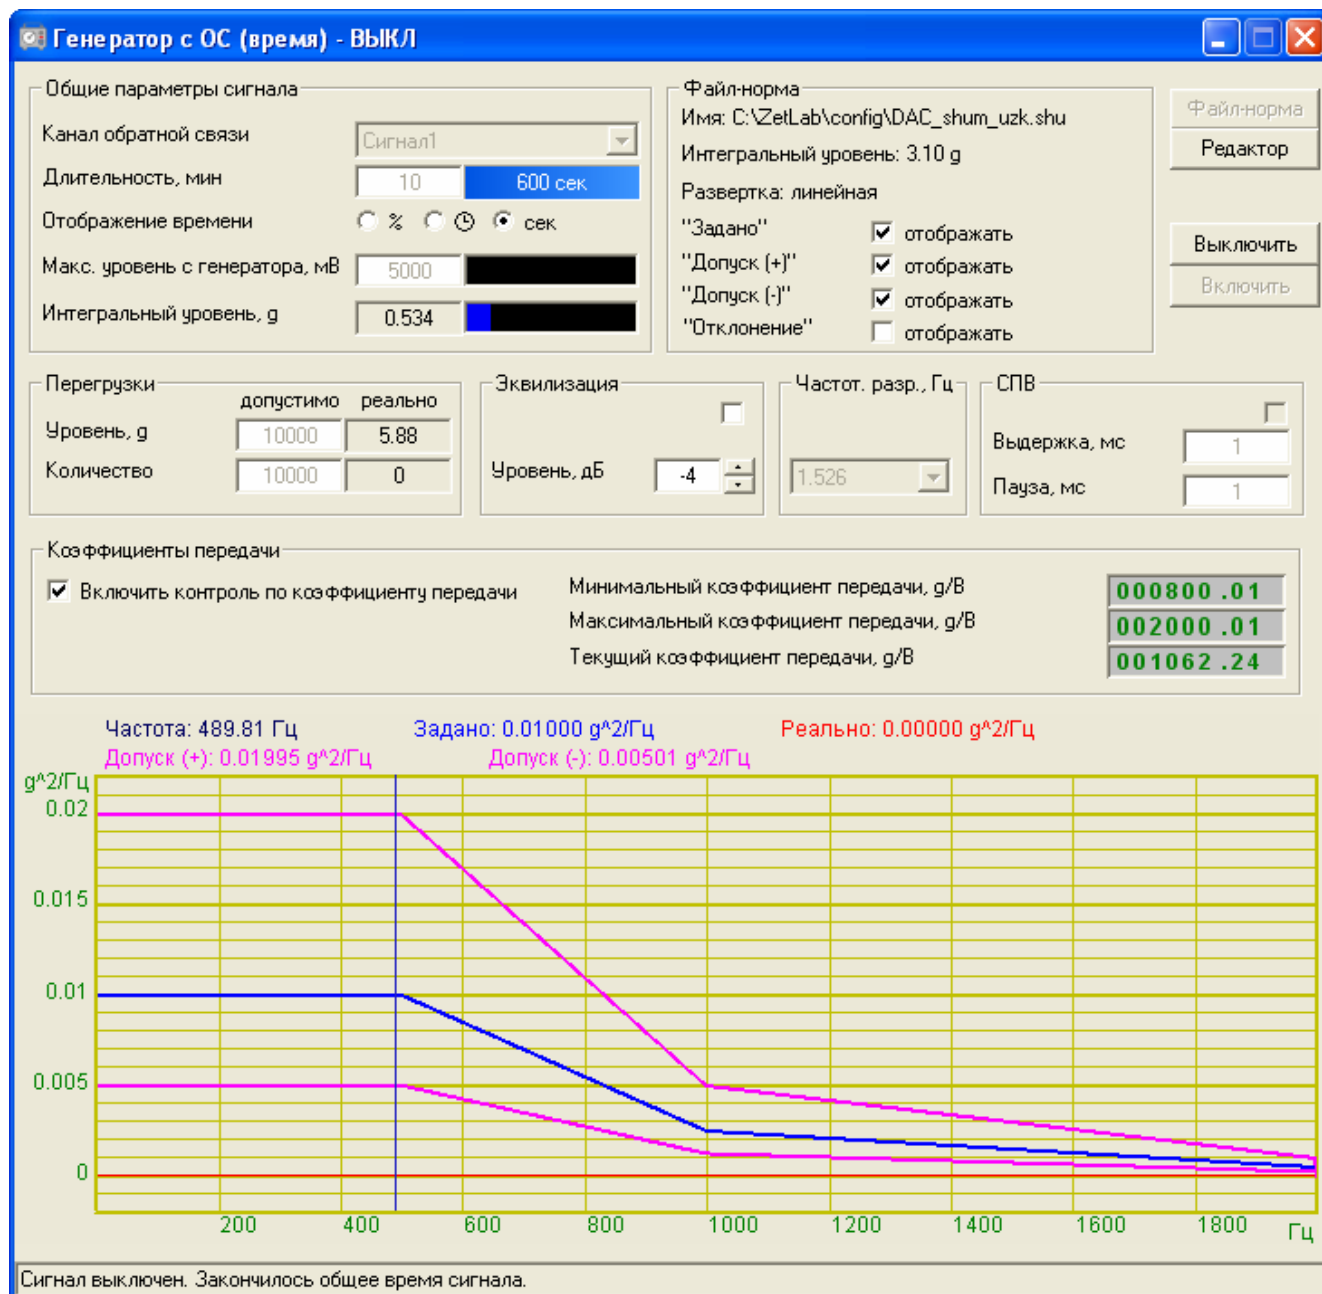 Генератор с ОС (время) - ВЫКЛ
Общие параметры сигнала
Канал обратной связи Сигнал1
Длительность, мин 10 600 сек
Отображение времени % сек
Макс. уровень с генератора, мВ 5000
Интегральный уровень, g 0.534
Файл-норма
Имя: C:\ZetLab\config\DAC_shum_uzk.shu
Интегральный уровень: 3.10 g
Развертка: линейная
"Задано" отображать
"Допуск (+)" отображать
"Допуск (-)" отображать
"Отклонение" отображать
Файл-норма
Редактор
Выключить
Включить
Перегрузки
допустимо реально
Уровень, g 10000 5.88
Количество 10000 0
Эквилизация
Уровень, дБ -4
Частот. разр., Гц
1.526
СПВ
Выдержка, мс 1
Пауза, мс 1
Коэффициенты передачи
Включить контроль по коэффициенту передачи
Минимальный коэффициент передачи, g/В 000800.01
Максимальный коэффициент передачи, g/В 002000.01
Текущий коэффициент передачи, g/В 001062.24
Частота: 489.81 Гц Задано: 0.01000 g^2/Гц Реально: 0.00000 g^2/Гц
Допуск (+): 0.01995 g^2/Гц Допуск (-): 0.00501 g^2/Гц
g^2/Гц
0.02
0.015
0.01
0.005
0
200 400 600 800 1000 1200 1400 1600 1800 Гц
Сигнал выключен. Закончилось общее время сигнала.